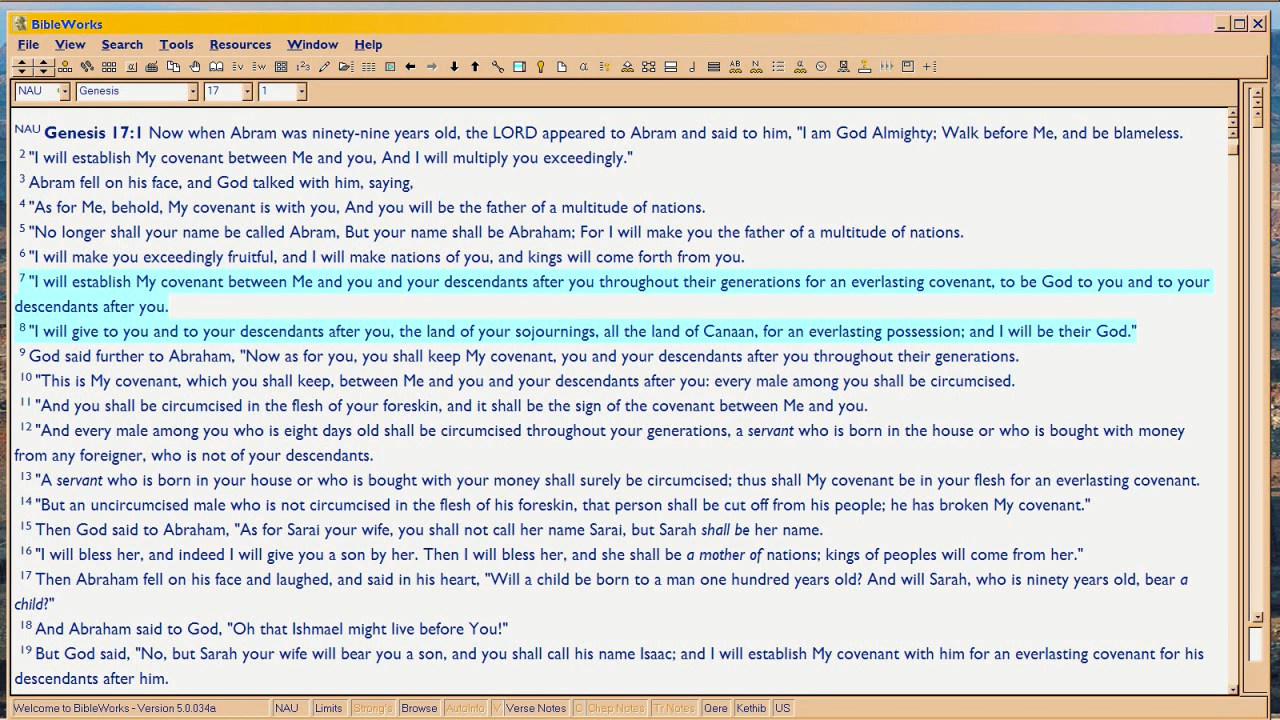 BibleWorks
File View Search Tools Resources Window Help
NAU Genesis 17 1
NAU Genesis 17:1 Now when Abram was ninety-nine years old, the LORD appeared to Abram and said to him, "I am God Almighty; Walk before Me, and be blameless.
2 "I will establish My covenant between Me and you, And I will multiply you exceedingly."
3 Abram fell on his face, and God talked with him, saying,
4 "As for Me, behold, My covenant is with you, And you will be the father of a multitude of nations.
5 "No longer shall your name be called Abram, But your name shall be Abraham; For I will make you the father of a multitude of nations.
6 "I will make you exceedingly fruitful, and I will make nations of you, and kings will come forth from you.
7 "I will establish My covenant between Me and you and your descendants after you throughout their generations for an everlasting covenant, to be God to you and to your
descendants after you.
8 "I will give to you and to your descendants after you, the land of your sojournings, all the land of Canaan, for an everlasting possession; and I will be their God."
9 God said further to Abraham, "Now as for you, you shall keep My covenant, you and your descendants after you throughout their generations.
10 "This is My covenant, which you shall keep, between Me and you and your descendants after you: every male among you shall be circumcised.
11 "And you shall be circumcised in the flesh of your foreskin, and it shall be the sign of the covenant between Me and you.
12 "And every male among you who is eight days old shall be circumcised throughout your generations, a servant who is born in the house or who is bought with money
from any foreigner, who is not of your descendants.
13 "A servant who is born in your house or who is bought with your money shall surely be circumcised; thus shall My covenant be in your flesh for an everlasting covenant.
14 "But an uncircumcised male who is not circumcised in the flesh of his foreskin, that person shall be cut off from his people; he has broken My covenant."
15 Then God said to Abraham, "As for Sarai your wife, you shall not call her name Sarai, but Sarah shall be her name.
16 "I will bless her, and indeed I will give you a son by her. Then I will bless her, and she shall be a mother of nations; kings of peoples will come from her."
17 Then Abraham fell on his face and laughed, and said in his heart, "Will a child be born to a man one hundred years old? And will Sarah, who is ninety years old, bear a
child?"
18 And Abraham said to God, "Oh that Ishmael might live before You!"
19 But God said, "No, but Sarah your wife will bear you a son, and you shall call his name Isaac; and I will establish My covenant with him for an everlasting covenant for his
descendants after him.
Welcome to BibleWorks - Version 5.0.034a NAU Limits Strong's Browse AutoInfo V Verse Notes C Chap Notes Tr Notes Qere Kethib US